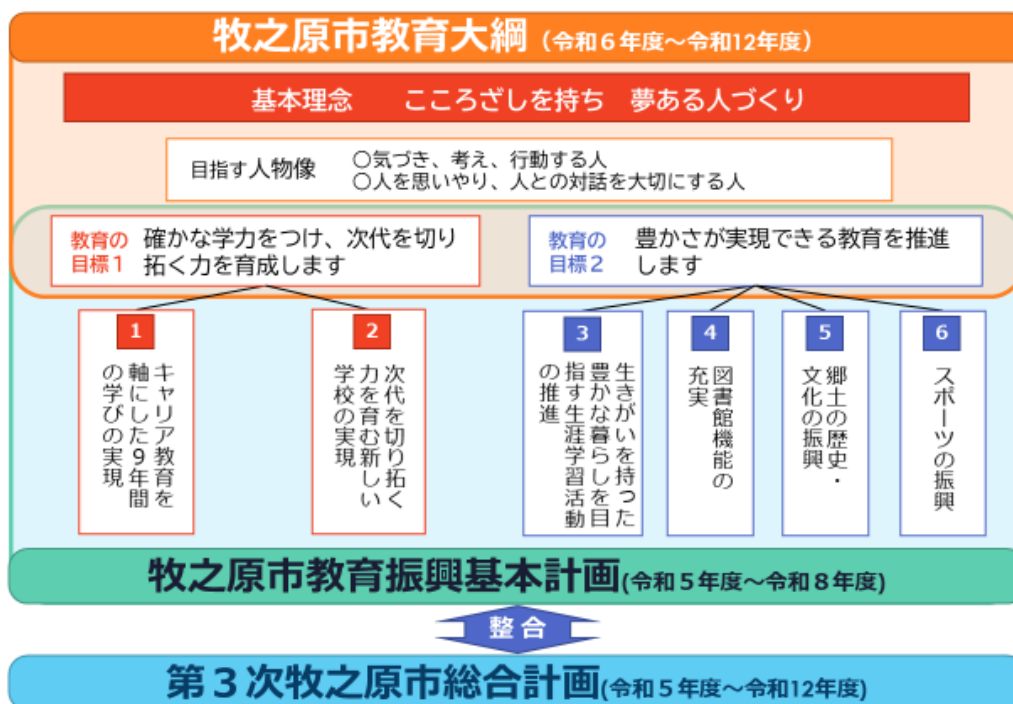 牧之原市教育大綱（令和６年度～令和12年度）
基本理念　こころざしを持ち　夢ある人づくり
目指す人物像
○気づき、考え、行動する人
○人を思いやり、人との対話を大切にする人
教育の
目標１
確かな学力をつけ、次代を切り
拓く力を育成します
教育の
目標２
豊かさが実現できる教育を推進
します
1
キャリア教育を
軸にした９年間
の学びの実現
2
次代を切り拓く
力を育む新しい
学校の実現
3
生きがいを持った
豊かな暮らしを目
指す生涯学習活動
の推進
4
図書館機能の
充実
5
郷土の歴史・
文化の振興
6
スポーツの振興
牧之原市教育振興基本計画(令和５年度～令和８年度)
整合
第３次牧之原市総合計画(令和５年度～令和12年度)